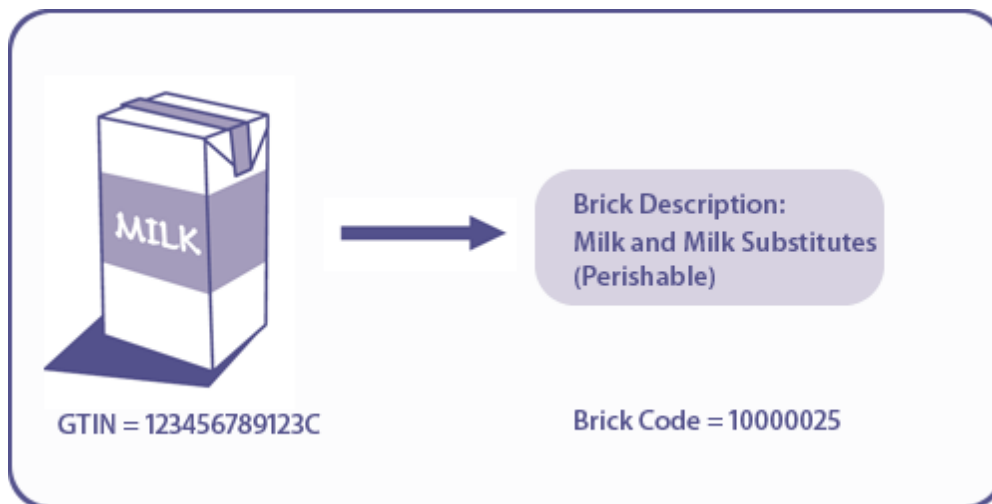 MILK
Brick Description:
Milk and Milk Substitutes
(Perishable)
GTIN = 123456789123C
Brick Code = 10000025